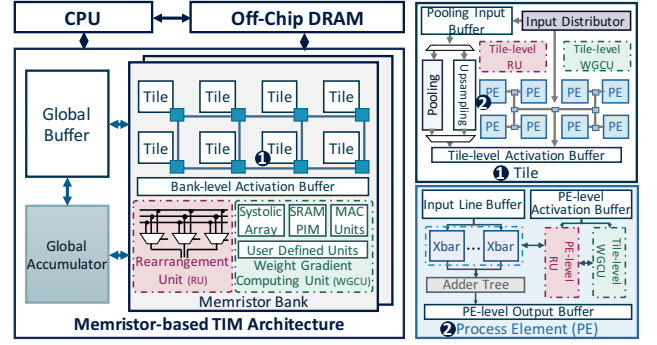 CPU
Off-Chip DRAM
Global
Buffer
Global
Accumulator
Tile
Tile
Tile
Tile
Tile
Tile
Tile
Tile
1
Bank-level Activation Buffer
Rearrangement
Unit (RU)
Systolic
Array
SRAM
PIM
MAC
Units
User Defined Units
Weight Gradient
Computing Unit (WGCU)
Memristor Bank
Memristor-based TIM Architecture
Pooling Input
Buffer
Input Distributor
Pooling
Upsampling
Tile-level
RU
Tile-level
WGCU
PE
PE
PE
PE
2
PE
PE
PE
PE
Tile-level Activation Buffer
1 Tile
Input Line Buffer
PE-level
Activation Buffer
Xbar
...
Xbar
PE-level
RU
Tile-level
WGCU
Adder Tree
PE-level Output Buffer
2 Process Element (PE)